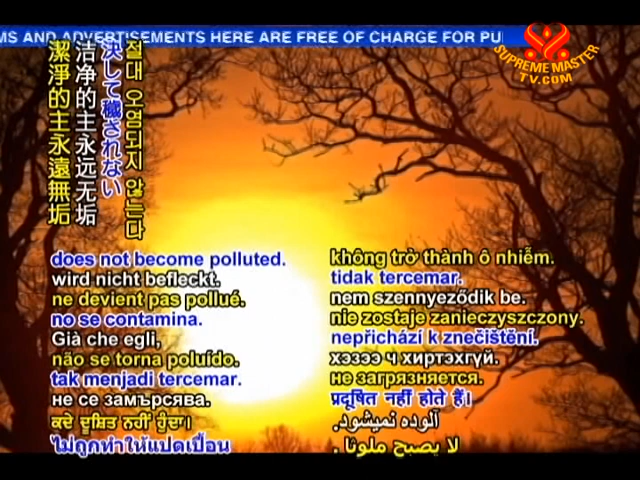 MS AND ADVERTISEMENTS HERE ARE FREE OF CHARGE FOR PU
SUPREME MASTER
TV.COM
절대 오염되지 않는다
決して穢されない
洁净的主永远无垢
潔淨的主永遠無垢
does not become polluted.
wird nicht befleckt.
ne devient pas pollué.
no se contamina.
Già che egli,
não se torna poluído.
tak menjadi tercemar.
не се замърсява.
ਕਦੇ ਦੂਸ਼ਿਤ ਨਹੀਂ ਹੁੰਦਾ।
ไม่ถูกทำให้แปดเปื้อน
không trở thành ô nhiễm.
tidak tercemar.
nem szennyeződik be.
nie zostaje zanieczyszczony.
nepřichází k znečištění.
хэзээ ч хиртэхгүй.
не загрязняется.
प्रदूषित नहीं होते हैं।
آلوده نمیشود.
لا يصبح ملوثا .